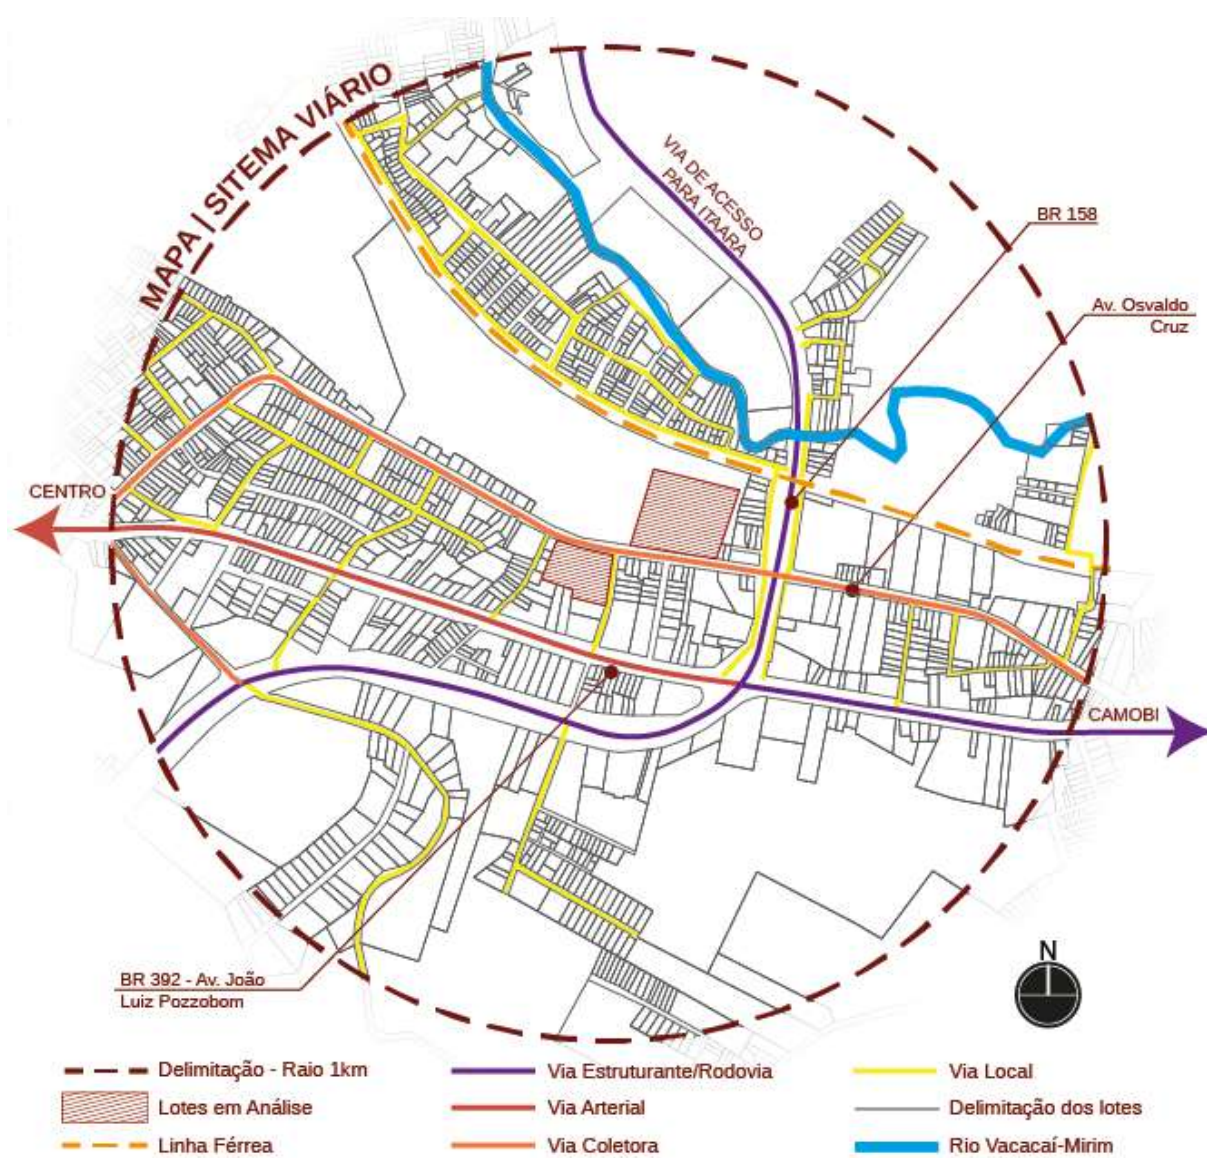 MAPA | SITEMA VIÁRIO
VIA DE ACESSO
PARA ITAARA
BR 158
Av. Osvaldo
Cruz
CENTRO
CAMOBI
BR 392 - Av. João
Luiz Pozzobom
N
Delimitação - Raio 1km
Via Estruturante/Rodovia
Via Local
Lotes em Análise
Via Arterial
Delimitação dos lotes
Linha Férrea
Via Coletora
Rio Vacacaí-Mirim